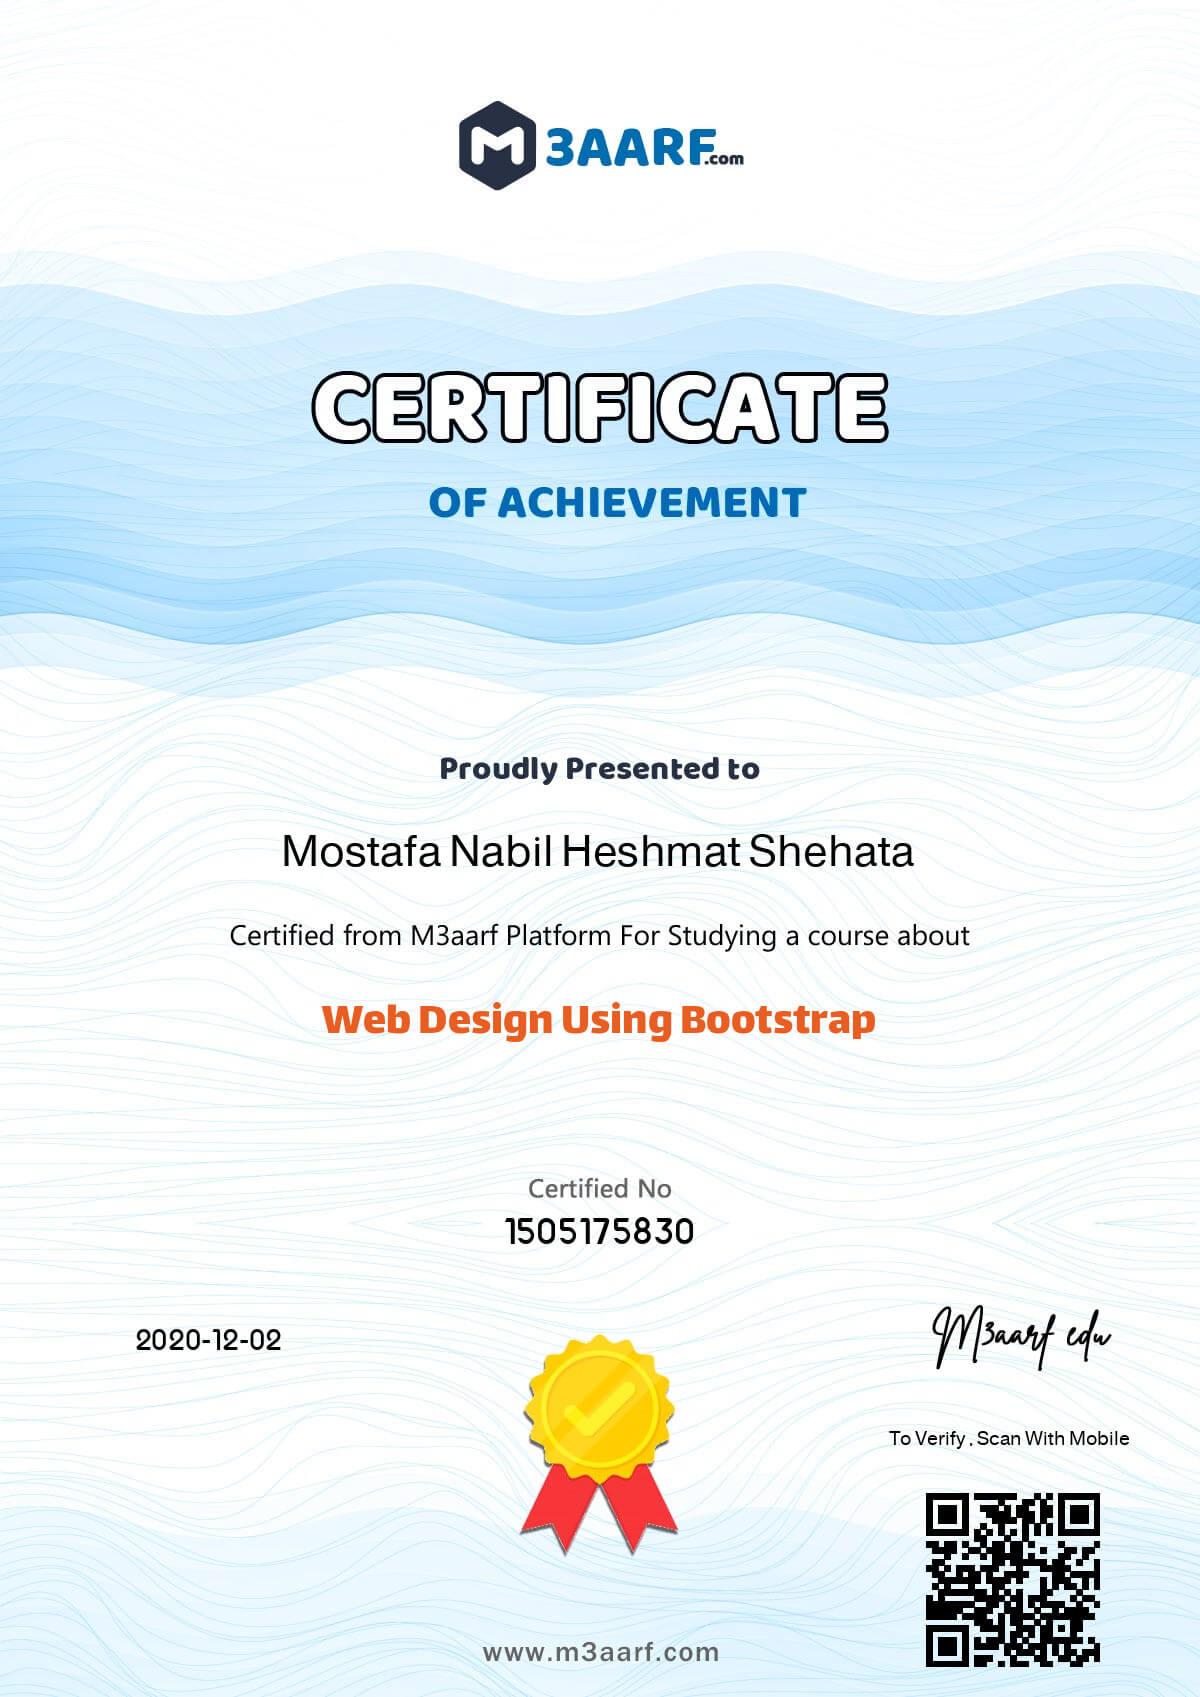 M 3AARF.com
CERTIFICATE
OF ACHIEVEMENT
Proudly Presented to
Mostafa Nabil Heshmat Shehata
Certified from M3aarf Platform For Studying a course about
Web Design Using Bootstrap
Certified No
1505175830
2020-12-02
M3aarf edu
To Verify , Scan With Mobile
www.m3aarf.com